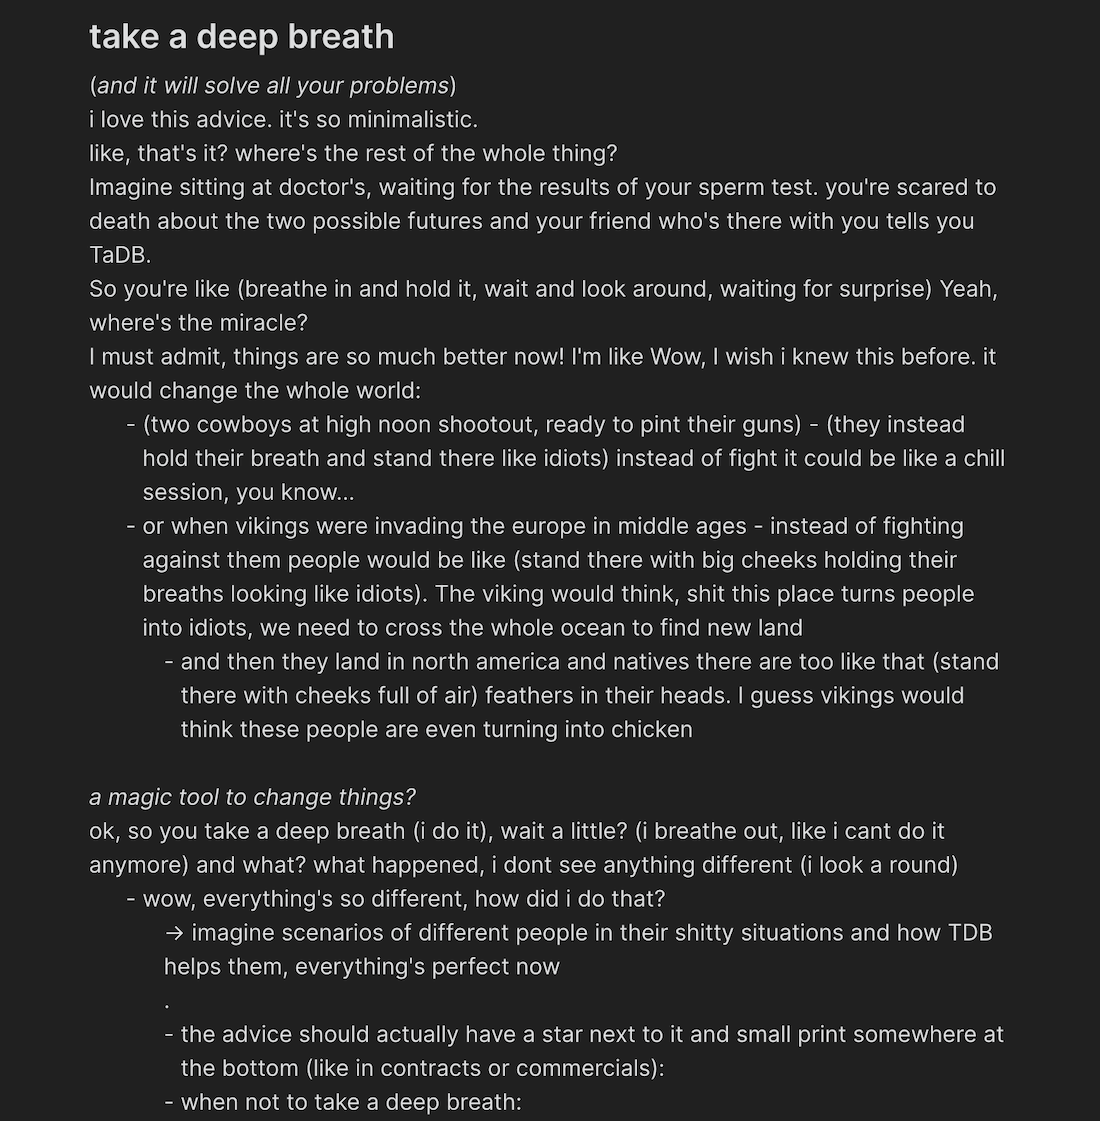 take a deep breath
(and it will solve all your problems)
i love this advice. it's so minimalistic.
like, that's it? where's the rest of the whole thing?
Imagine sitting at doctor's, waiting for the results of your sperm test. you're scared to
death about the two possible futures and your friend who's there with you tells you
TaDB.
So you're like (breathe in and hold it, wait and look around, waiting for surprise) Yeah,
where's the miracle?
I must admit, things are so much better now! I'm like Wow, I wish i knew this before. it
would change the whole world:
- (two cowboys at high noon shootout, ready to pint their guns) - (they instead
hold their breath and stand there like idiots) instead of fight it could be like a chill
session, you know...
- or when vikings were invading the europe in middle ages - instead of fighting
against them people would be like (stand there with big cheeks holding their
breaths looking like idiots). The viking would think, shit this place turns people
into idiots, we need to cross the whole ocean to find new land
- and then they land in north america and natives there are too like that (stand
there with cheeks full of air) feathers in their heads. I guess vikings would
think these people are even turning into chicken
a magic tool to change things?
ok, so you take a deep breath (i do it), wait a little? (i breathe out, like i cant do it
anymore) and what? what happened, i dont see anything different (i look a round)
- wow, everything's so different, how did i do that?
→ imagine scenarios of different people in their shitty situations and how TDB
helps them, everything's perfect now
.
- the advice should actually have a star next to it and small print somewhere at
the bottom (like in contracts or commercials):
- when not to take a deep breath: